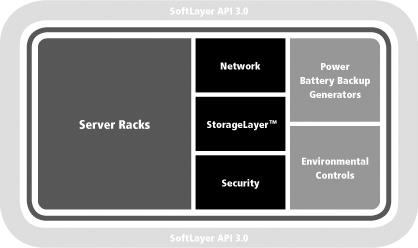 SoftLayer API 3.0
Server Racks
Network
StorageLayer™
Security
Power
Battery Backup
Generators
Environmental
Controls
SoftLayer API 3.0